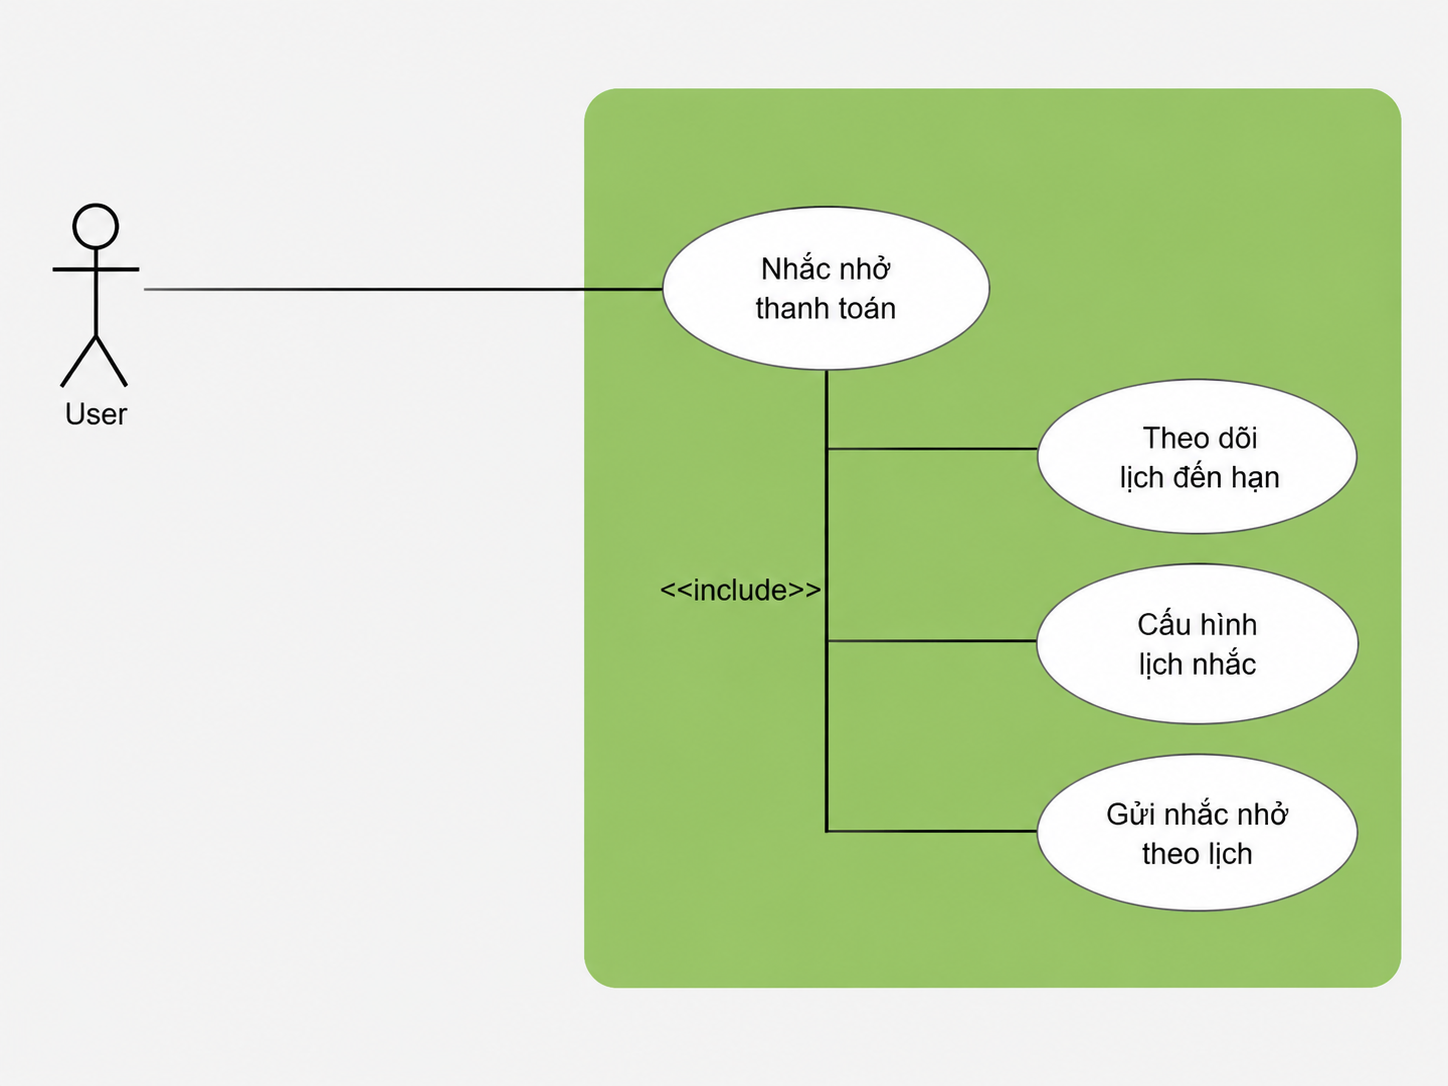 Nhắc nhở
thanh toán
User
Theo dõi
lịch đến hạn
<<include>>
Cấu hình
lịch nhắc
Gửi nhắc nhở
theo lịch